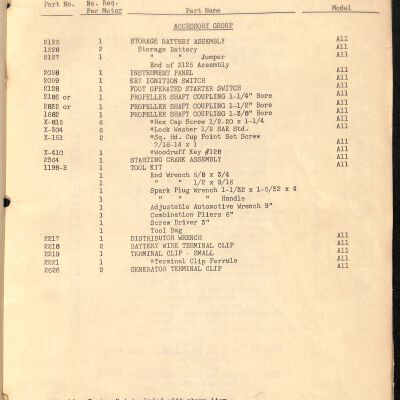 Part No. No. Req. Per Motor Part Name Model
ACCESSORY GROUP
2125 1 STORAGE BATTERY ASSEMBLY All
1226 2 Storage Battery All
2127 1 " " Jumper All
End of 2125 Assembly
2058 1 INSTRUMENT PANEL All
2059 1 KEY IGNITION SWITCH All
2128 1 FOOT OPERATED STARTER SWITCH All
2186 or 1 PROPELLER SHAFT COUPLING 1-1/4" Bore All
2832 or 1 PROPELLER SHAFT COUPLING 1-1/2" Bore All
1682 1 PROPELLER SHAFT COUPLING 1-3/8" Bore All
X-815 6 *Hex Cap Screw 1/2-20 x 1-1/4 All
X-304 6 *Lock Washer 1/2 SAE Std. All
X-151 2 *Sq. Hd. Cup Point Set Screw
7/16-14 x 1 All
X-410 1 *Woodruff Key #128 All
2364 1 STARTING CRANK ASSEMBLY All
1198-B 1 TOOL KIT All
1 End Wrench 5/8 x 3/4
1 " " 1/2 x 9/16
1 Spark Plug Wrench 1-1/32 x 1-5/32 x 4
1 " " " Handle
1 Adjustable Automotive Wrench 9"
1 Combination Pliers 6"
1 Screw Driver 3"
1 Tool Bag
2217 1 DISTRIBUTOR WRENCH All
2218 2 BATTERY WIRE TERMINAL CLIP All
2219 1 TERMINAL CLIP - SMALL All
2221 1 *Terminal Clip Ferrule All
2626 2 GENERATOR TERMINAL CLIP All